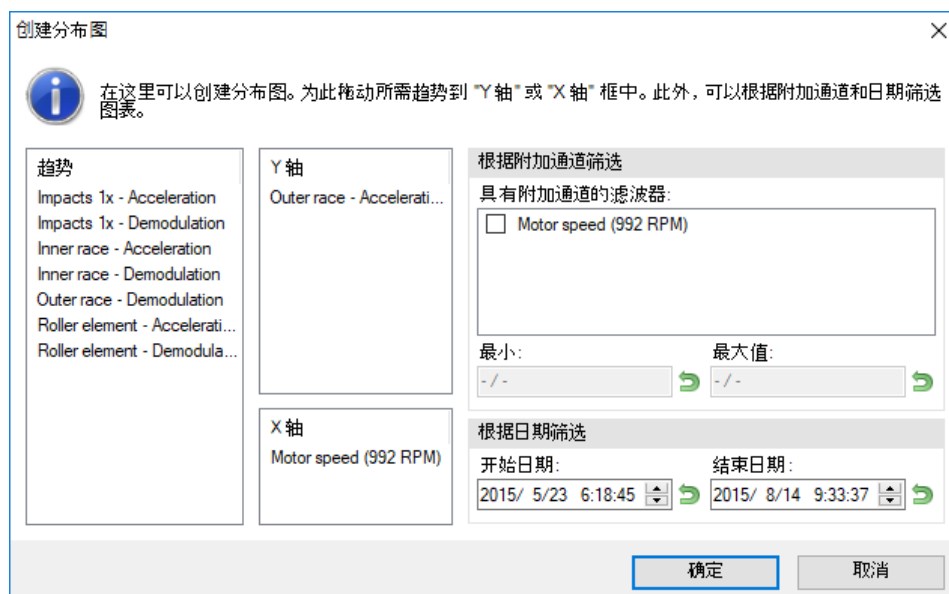 创建分布图
在这里可以创建分布图。为此拖动所需趋势到 "Y 轴" 或 "X 轴" 框中。此外，可以根据附加通道和日期筛选
图表。
趋势
Impacts 1x - Acceleration
Impacts 1x - Demodulation
Inner race - Acceleration
Inner race - Demodulation
Outer race - Demodulation
Roller element - Accelerati...
Roller element - Demodula...
Y 轴
Outer race - Accelerati...
X 轴
Motor speed (992 RPM)
根据附加通道筛选
具有附加通道的滤波器:
Motor speed (992 RPM)
最小: 最大值:
- / - - / -
根据日期筛选
开始日期: 结束日期:
2015/ 5/23 6:18:45 2015/ 8/14 9:33:37
确定 取消